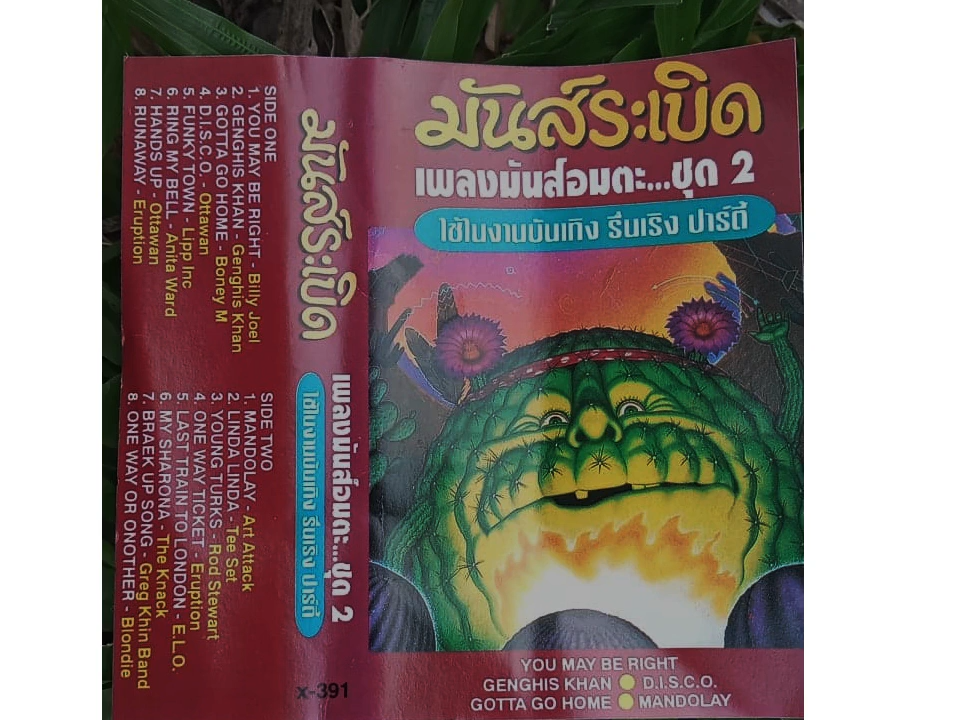 SIDE ONE
1. YOU MAY BE RIGHT - Billy Joel
2. GENGHIS KHAN - Genghis Khan
3. GOTTA GO HOME - Boney M
4. D.I.S.C.O. - Ottawan
5. FUNKY TOWN - Lipp Inc
6. RING MY BELL - Anita Ward
7. HANDS UP - Ottawan
8. RUNAWAY - Eruption
SIDE TWO
1. MANDOLAY - Art Attack
2. LINDA LINDA - Tee Set
3. YOUNG TURKS - Rod Stewart
4. ONE WAY TICKET - Eruption
5. LAST TRAIN TO LONDON - E.L.O.
6. MY SHARONA - The Knack
7. BRAEK UP SONG - Greg Khin Band
8. ONE WAY OR ONOTHER - Blondie
มันส์ระเบิด
เพลงมันส์อมตะ...ชุด 2
ใช้ในงานบันเทิง รื่นเริง ปาร์ตี้
x-391
มันส์ระเบิด
เพลงมันส์อมตะ...ชุด 2
ใช้ในงานบันเทิง รื่นเริง ปาร์ตี้
YOU MAY BE RIGHT
GENGHIS KHAN D.I.S.C.O.
GOTTA GO HOME MANDOLAY